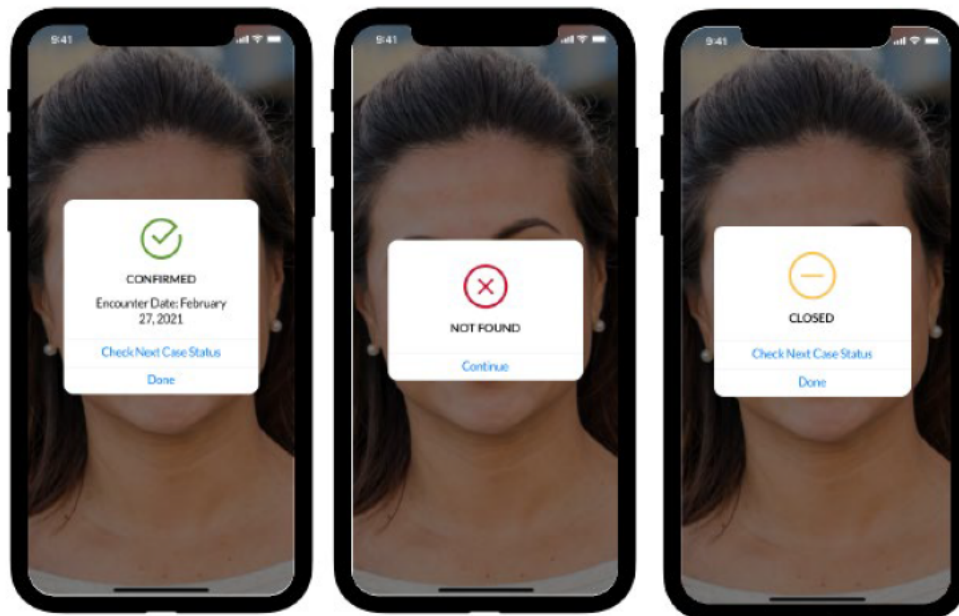 9:41
CONFIRMED
Encounter Date: February
27, 2021
Check Next Case Status
Done
9:41
NOT FOUND
Continue
9:41
CLOSED
Check Next Case Status
Done